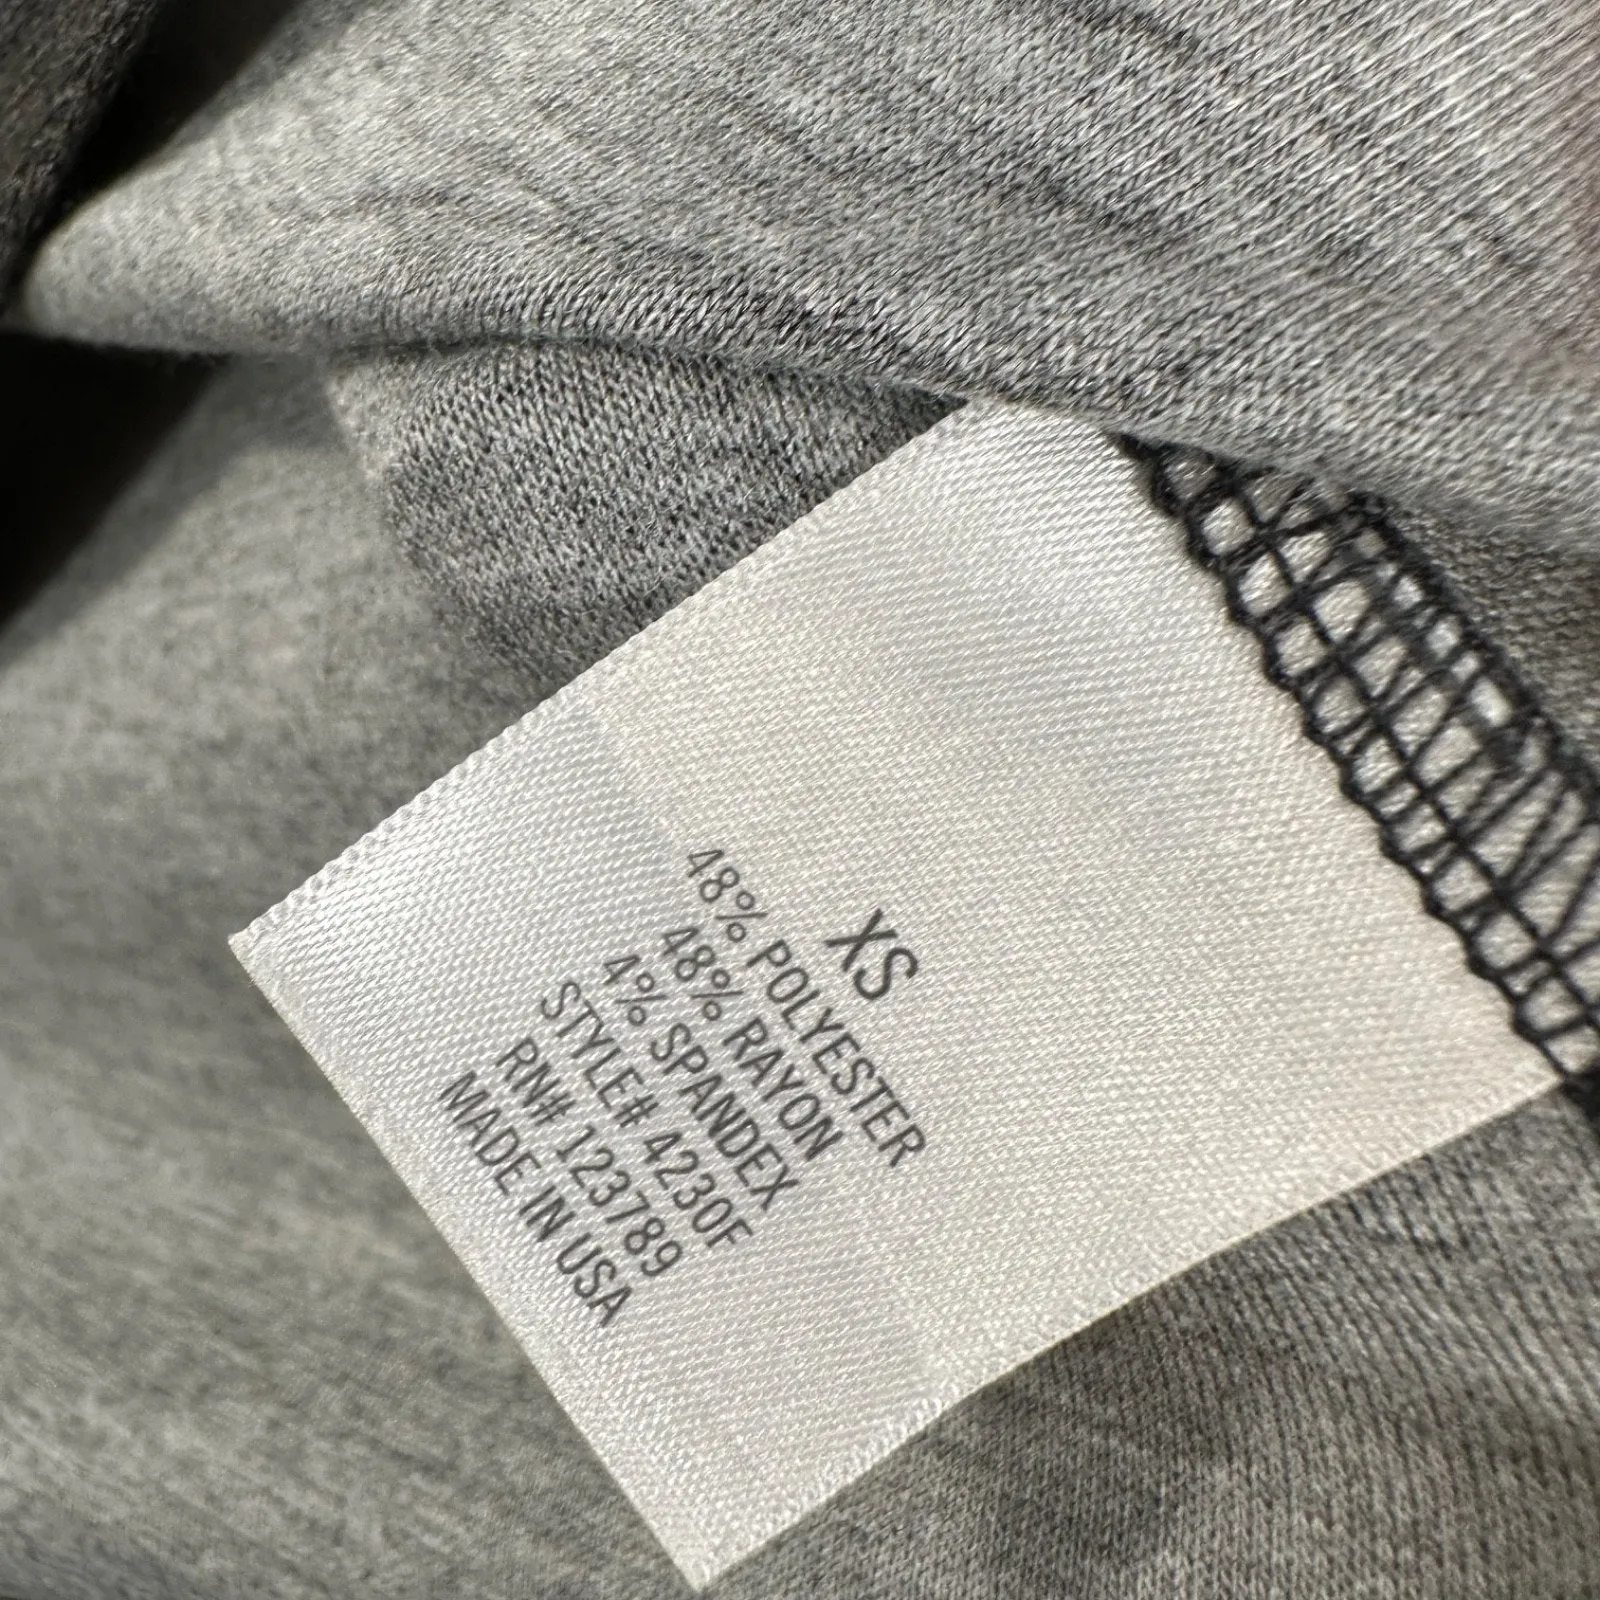 XS
48% POLYESTER
48% RAYON
4% SPANDEX
STYLE# 4230F
RN# 123789
MADE IN USA